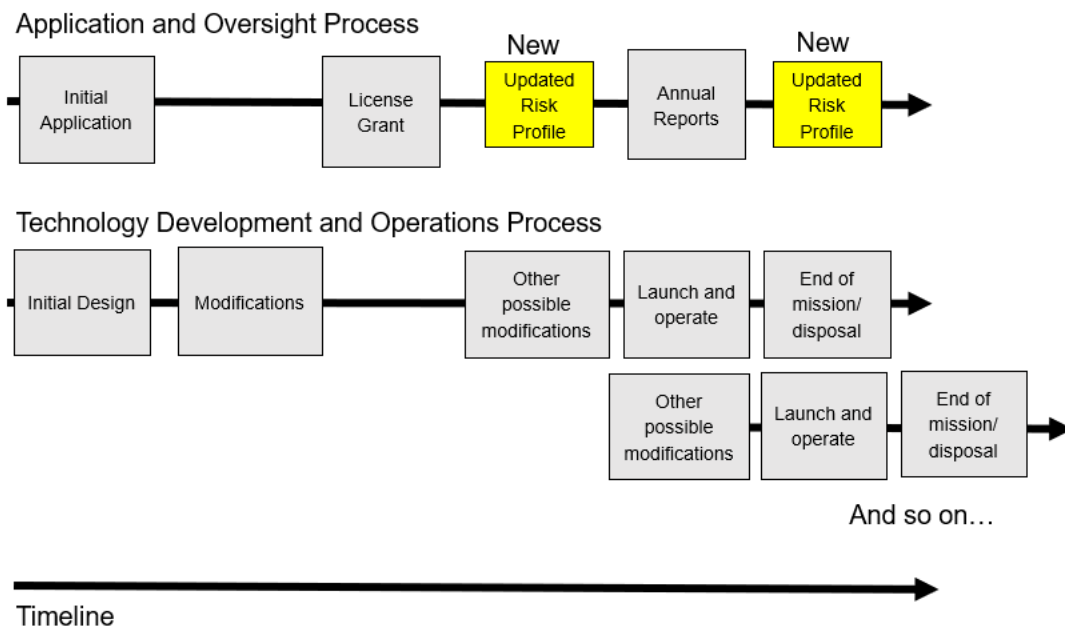 Application and Oversight Process
New
New
Initial
Application
License
Grant
Updated
Risk
Profile
Annual
Reports
Updated
Risk
Profile
Technology Development and Operations Process
Initial Design
Modifications
Other
possible
modifications
Launch and
operate
End of
mission/
disposal
Other
possible
modifications
Launch and
operate
End of
mission/
disposal
And so on…
Timeline